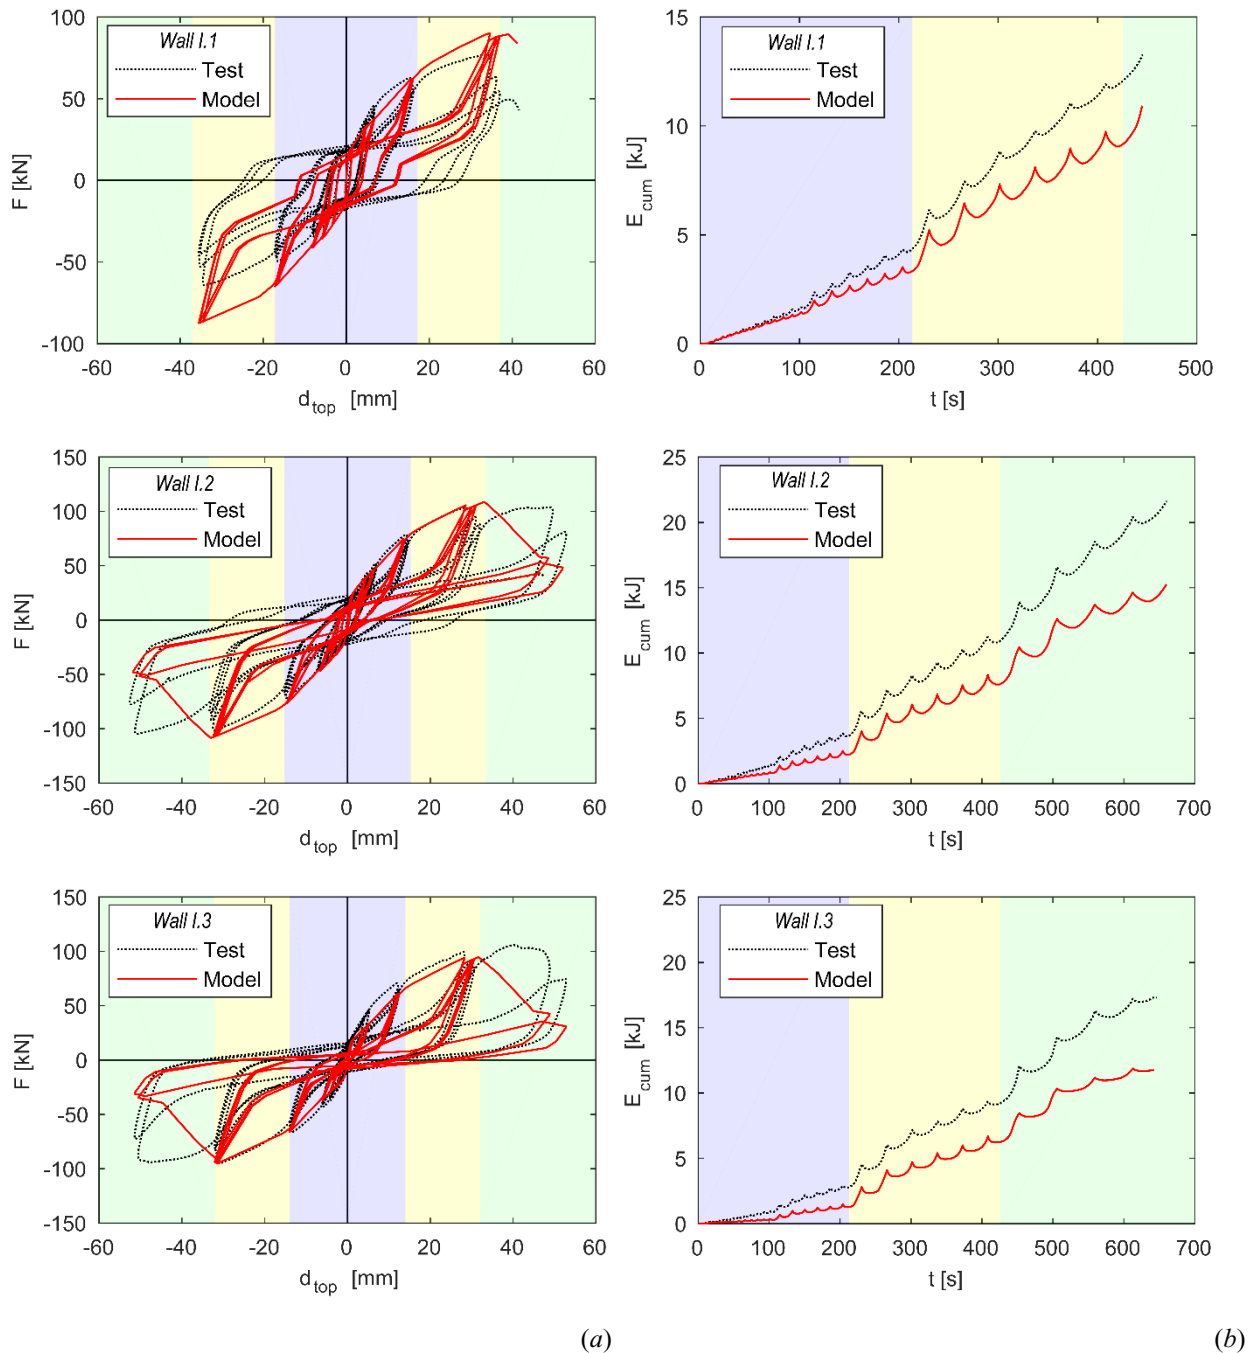 Wall I.1
Test
Model
F [kN]
100
50
0
-50
-100
-60 -40 -20 0 20 40 60
d_top [mm]
Wall I.1
Test
Model
E_cum [kJ]
15
10
5
0
0 100 200 300 400 500
t [s]
Wall I.2
Test
Model
F [kN]
150
100
50
0
-50
-100
-150
-60 -40 -20 0 20 40 60
d_top [mm]
Wall I.2
Test
Model
E_cum [kJ]
25
20
15
10
5
0
0 100 200 300 400 500 600 700
t [s]
Wall I.3
Test
Model
F [kN]
150
100
50
0
-50
-100
-150
-60 -40 -20 0 20 40 60
d_top [mm]
Wall I.3
Test
Model
E_cum [kJ]
25
20
15
10
5
0
0 100 200 300 400 500 600 700
t [s]
(a) (b)